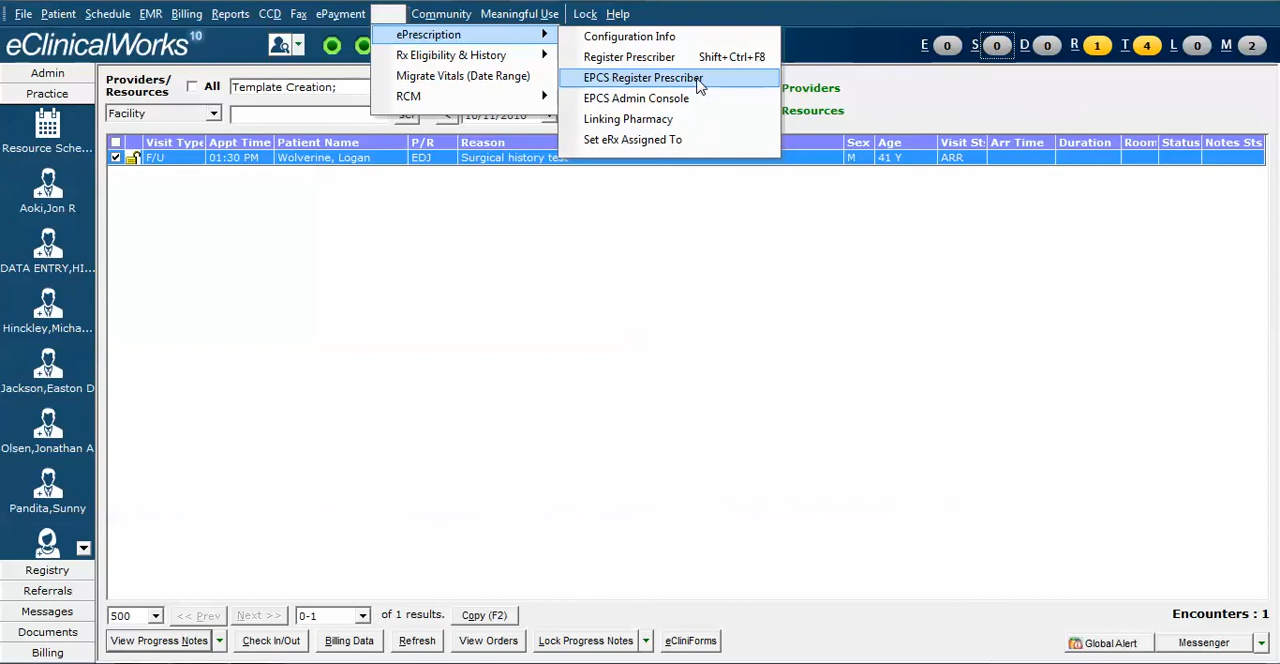 File Patient Schedule EMR Billing Reports CCD Fax ePayment Community Meaningful Use Lock Help
eClinicalWorks 10
E 0 S 0 D 0 R 1 T 4 L 0 M 2
ePrescription
Rx Eligibility & History
Migrate Vitals (Date Range)
RCM
Configuration Info
Register Prescriber Shift+Ctrl+F8
EPCS Register Prescriber
EPCS Admin Console
Linking Pharmacy
Set eRx Assigned To
Admin
Practice
Resource Sche...
Aoki,Jon R
DATA ENTRY,HI...
Hinckley,Micha...
Jackson,Easton D
Olsen,Jonathan A
Pandita,Sunny
Registry
Referrals
Messages
Documents
Billing
Providers/
Resources
All
Template Creation;
Providers
Facility
Resources
Visit Type Appt Time Patient Name P/R Reason Sex Age Visit St Arr Time Duration Room Status Notes Sts
F/U 01:30 PM Wolverine, Logan EDJ Surgical history test M 41 Y ARR
500 << Prev Next >> 0-1 of 1 results. Copy (F2) Encounters : 1
View Progress Notes Check In/Out Billing Data Refresh View Orders Lock Progress Notes eCliniForms Global Alert Messenger